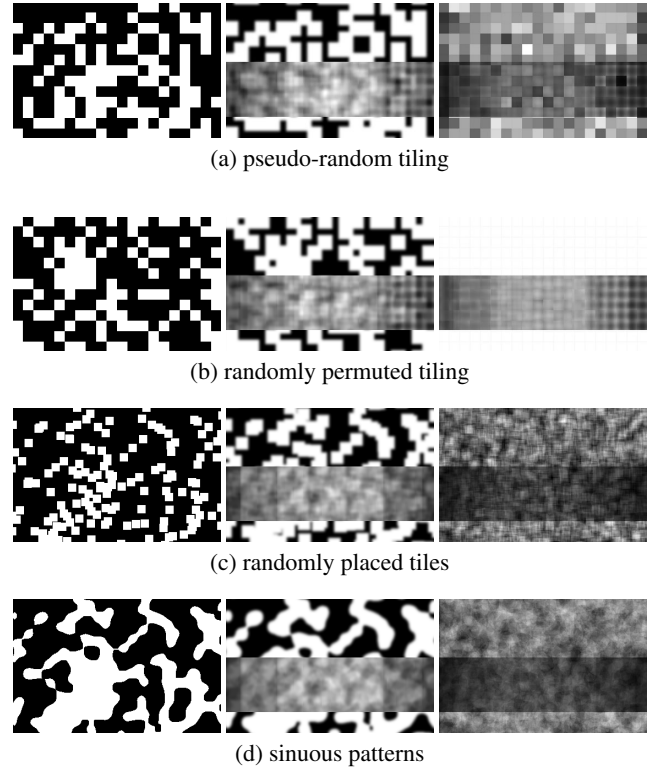 (a) pseudo-random tiling
(b) randomly permuted tiling
(c) randomly placed tiles
(d) sinuous patterns